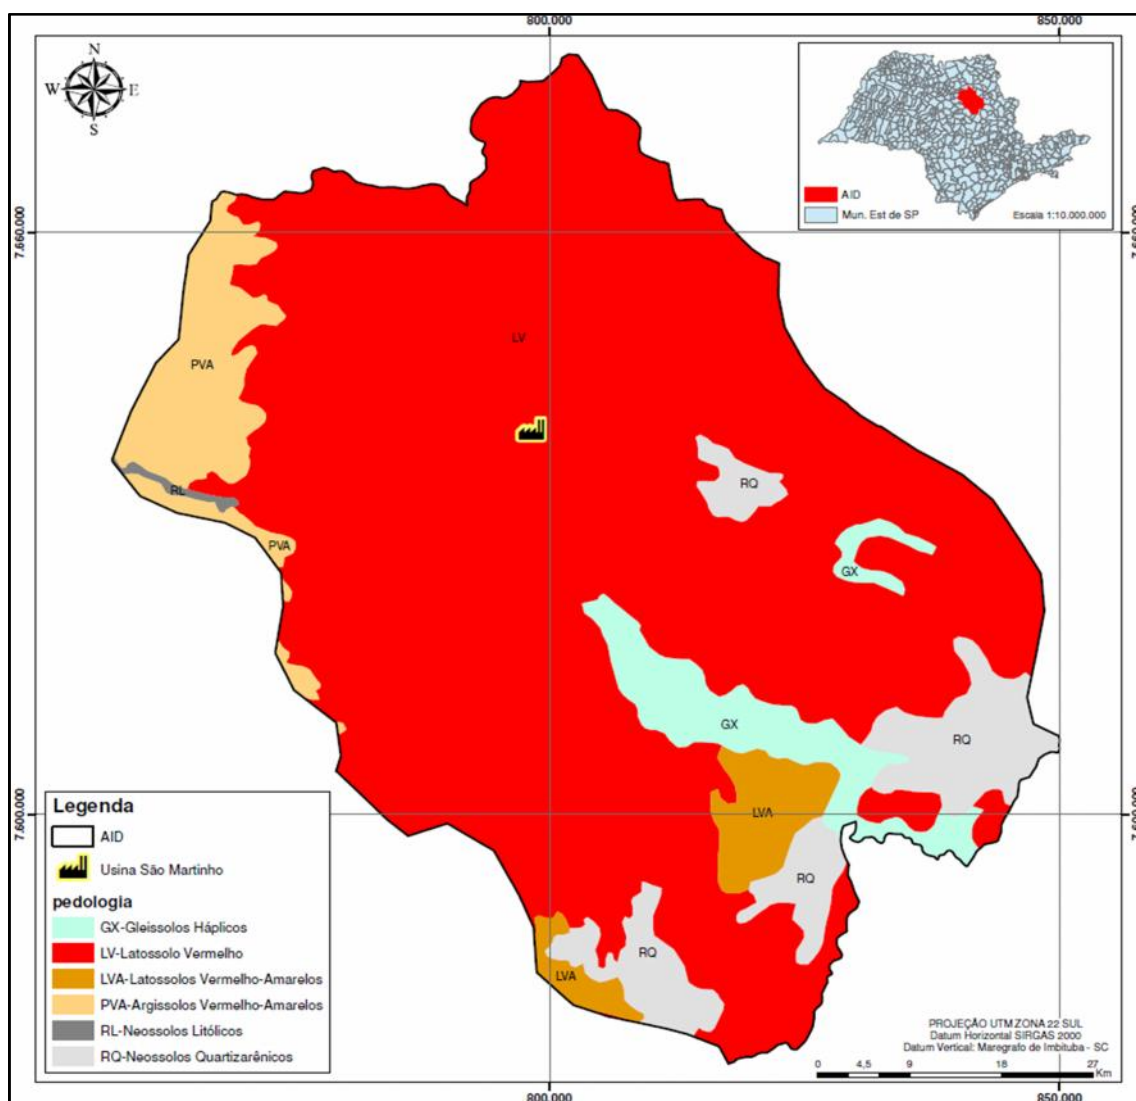 800.000
850.000
N
W
E
S
AID
Mun. Est de SP
Escala 1:10.000.000
7.660.000
7.660.000
LV
PVA
RQ
RL
PVA
GX
GX
RQ
7.600.000
7.600.000
LVA
RQ
RQ
LVA
Legenda
AID
Usina São Martinho
pedologia
GX-Gleissolos Háplicos
LV-Latossolo Vermelho
LVA-Latossolos Vermelho-Amarelos
PVA-Argissolos Vermelho-Amarelos
RL-Neossolos Litólicos
RQ-Neossolos Quartizarênicos
PROJEÇÃO UTM ZONA 22 SUL
Datum Horizontal SIRGAS 2000
Datum Vertical: Maregrafo de Imbituba - SC
0 4,5 9 18 27
Km
800.000
850.000